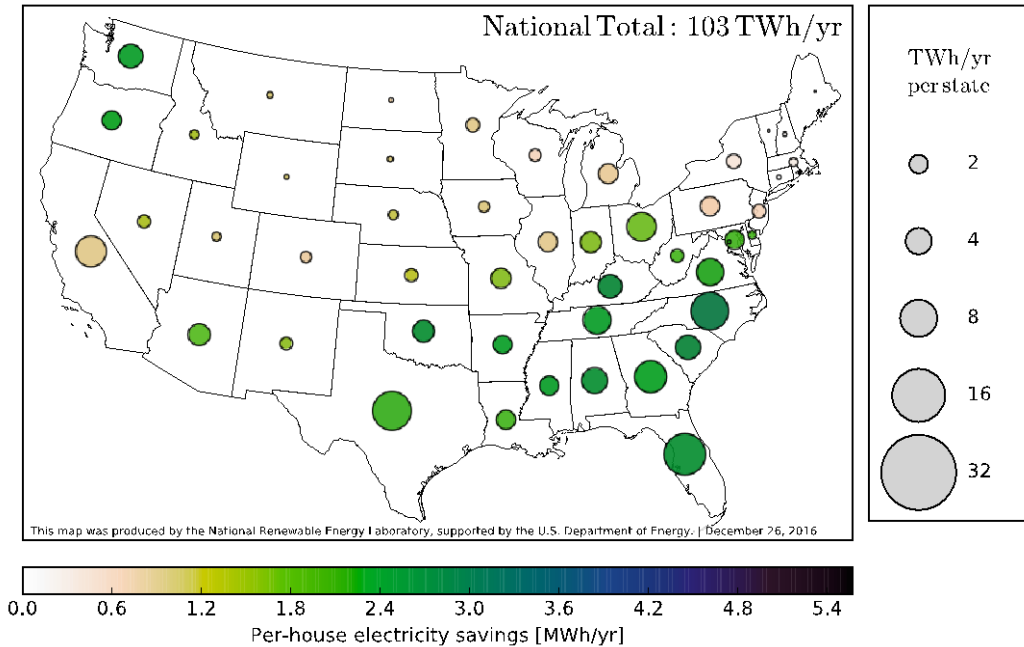 National Total: 103 TWh/yr
TWh/yr
per state
2
4
8
16
32
This map was produced by the National Renewable Energy Laboratory, supported by the U.S. Department of Energy. | December 26, 2016
0.0 0.6 1.2 1.8 2.4 3.0 3.6 4.2 4.8 5.4
Per-house electricity savings [MWh/yr]